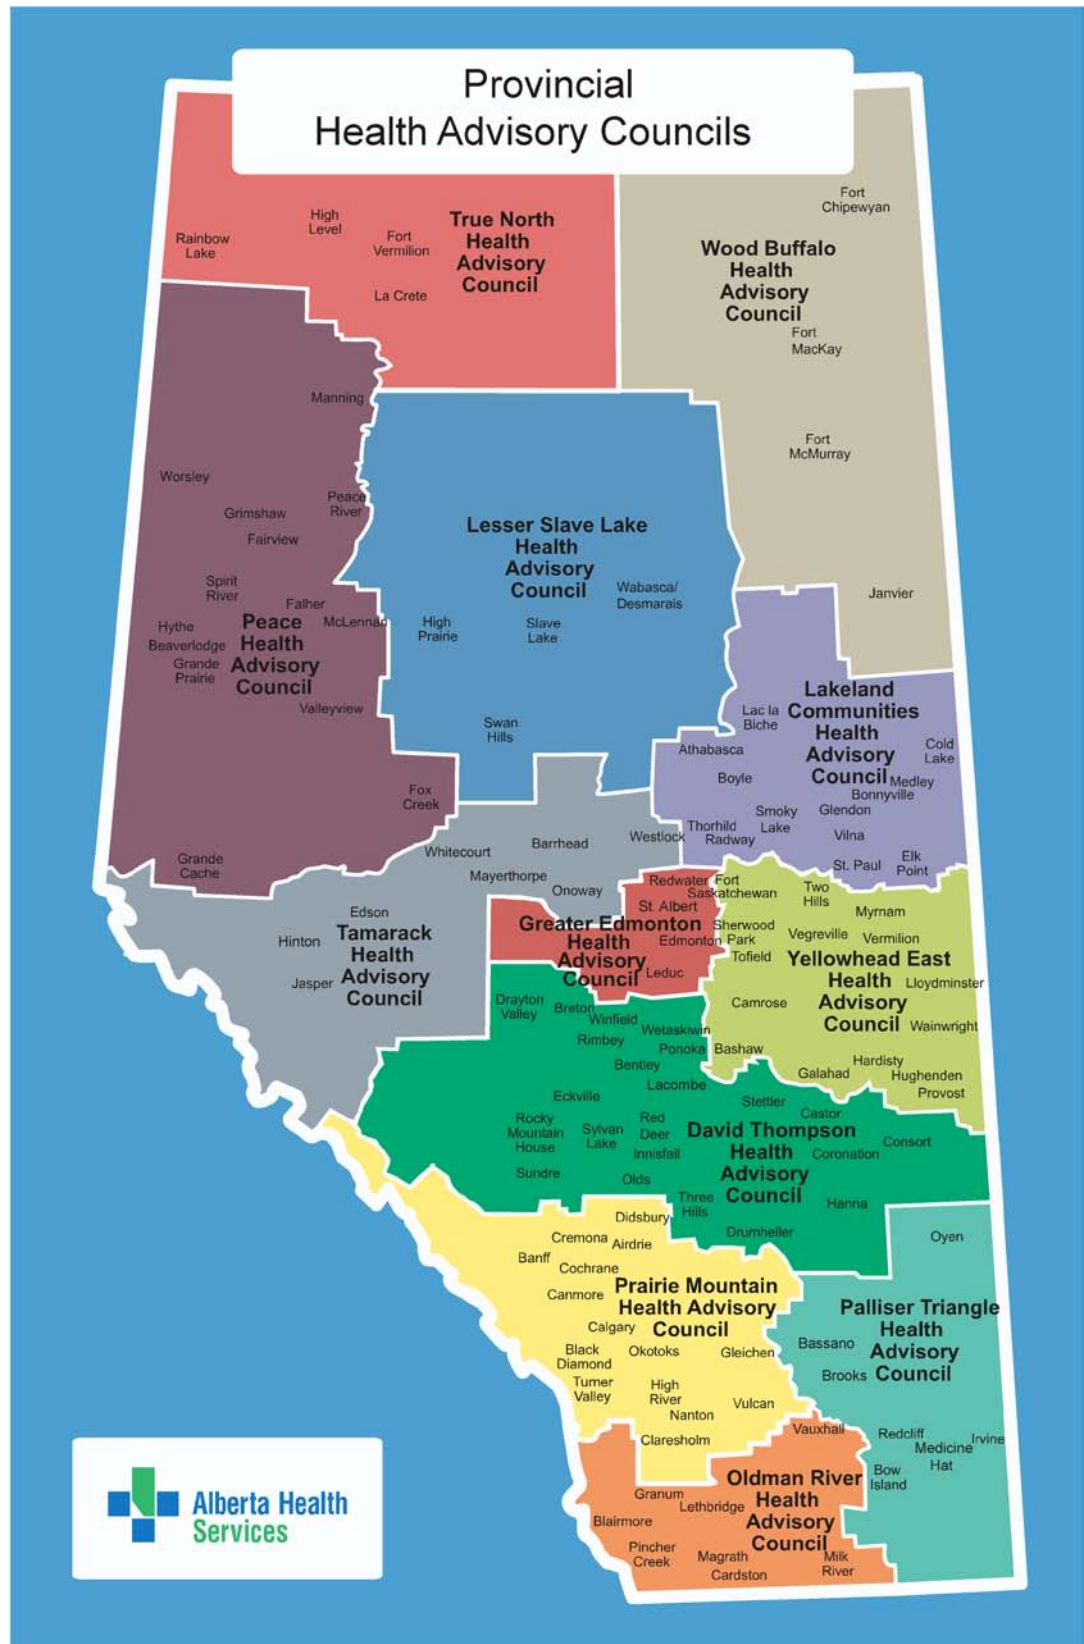 Provincial
Health Advisory Councils
Fort
Chipewyan
High
Level
True North
Health
Advisory
Council
Rainbow
Lake
Fort
Vermilion
La Crete
Wood Buffalo
Health
Advisory
Council
Fort
MacKay
Manning
Fort
McMurray
Worsley
Peace
River
Grimshaw
Fairview
Lesser Slave Lake
Health
Advisory
Council
Spirit
River
Wabasca/
Desmarais
Janvier
Falher
McLennan
High
Prairie
Slave
Lake
Hythe
Beaverlodge
Grande
Prairie
Peace
Health
Advisory
Council
Valleyview
Swan
Hills
Lakeland
Communities
Health
Advisory
Council
Lac la
Biche
Athabasca
Cold
Lake
Boyle
Medley
Bonnyville
Glendon
Smoky
Lake
Thorhild
Radway
Vilna
St. Paul
Elk
Point
Fox
Creek
Grande
Cache
Whitecourt
Barrhead
Westlock
Mayerthorpe
Onoway
Edson
Hinton
Jasper
Tamarack
Health
Advisory
Council
Redwater
Fort
Saskatchewan
St. Albert
Greater Edmonton
Health
Advisory
Council
Edmonton
Sherwood
Park
Leduc
Two
Hills
Myrnam
Vegreville
Vermilion
Tofield
Yellowhead East
Health
Advisory
Council
Lloydminster
Camrose
Wainwright
Bashaw
Hardisty
Galahad
Hughenden
Provost
Drayton
Valley
Breton
Winfield
Wetaskiwin
Rimbey
Ponoka
Bentley
Lacombe
Eckville
Stettler
Castor
Rocky
Mountain
House
Sylvan
Lake
Red
Deer
Innisfail
David Thompson
Health
Advisory
Council
Consort
Coronation
Sundre
Olds
Three
Hills
Hanna
Drumheller
Didsbury
Cremona
Airdrie
Banff
Cochrane
Canmore
Prairie Mountain
Health Advisory
Council
Calgary
Black
Diamond
Okotoks
Gleichen
Turner
Valley
High
River
Nanton
Vulcan
Claresholm
Oyen
Palliser Triangle
Health
Advisory
Council
Bassano
Brooks
Redcliff
Irvine
Medicine
Hat
Bow
Island
Vauxhall
Oldman River
Health
Advisory
Council
Granum
Lethbridge
Blairmore
Pincher
Creek
Magrath
Cardston
Milk
River
Alberta Health
Services